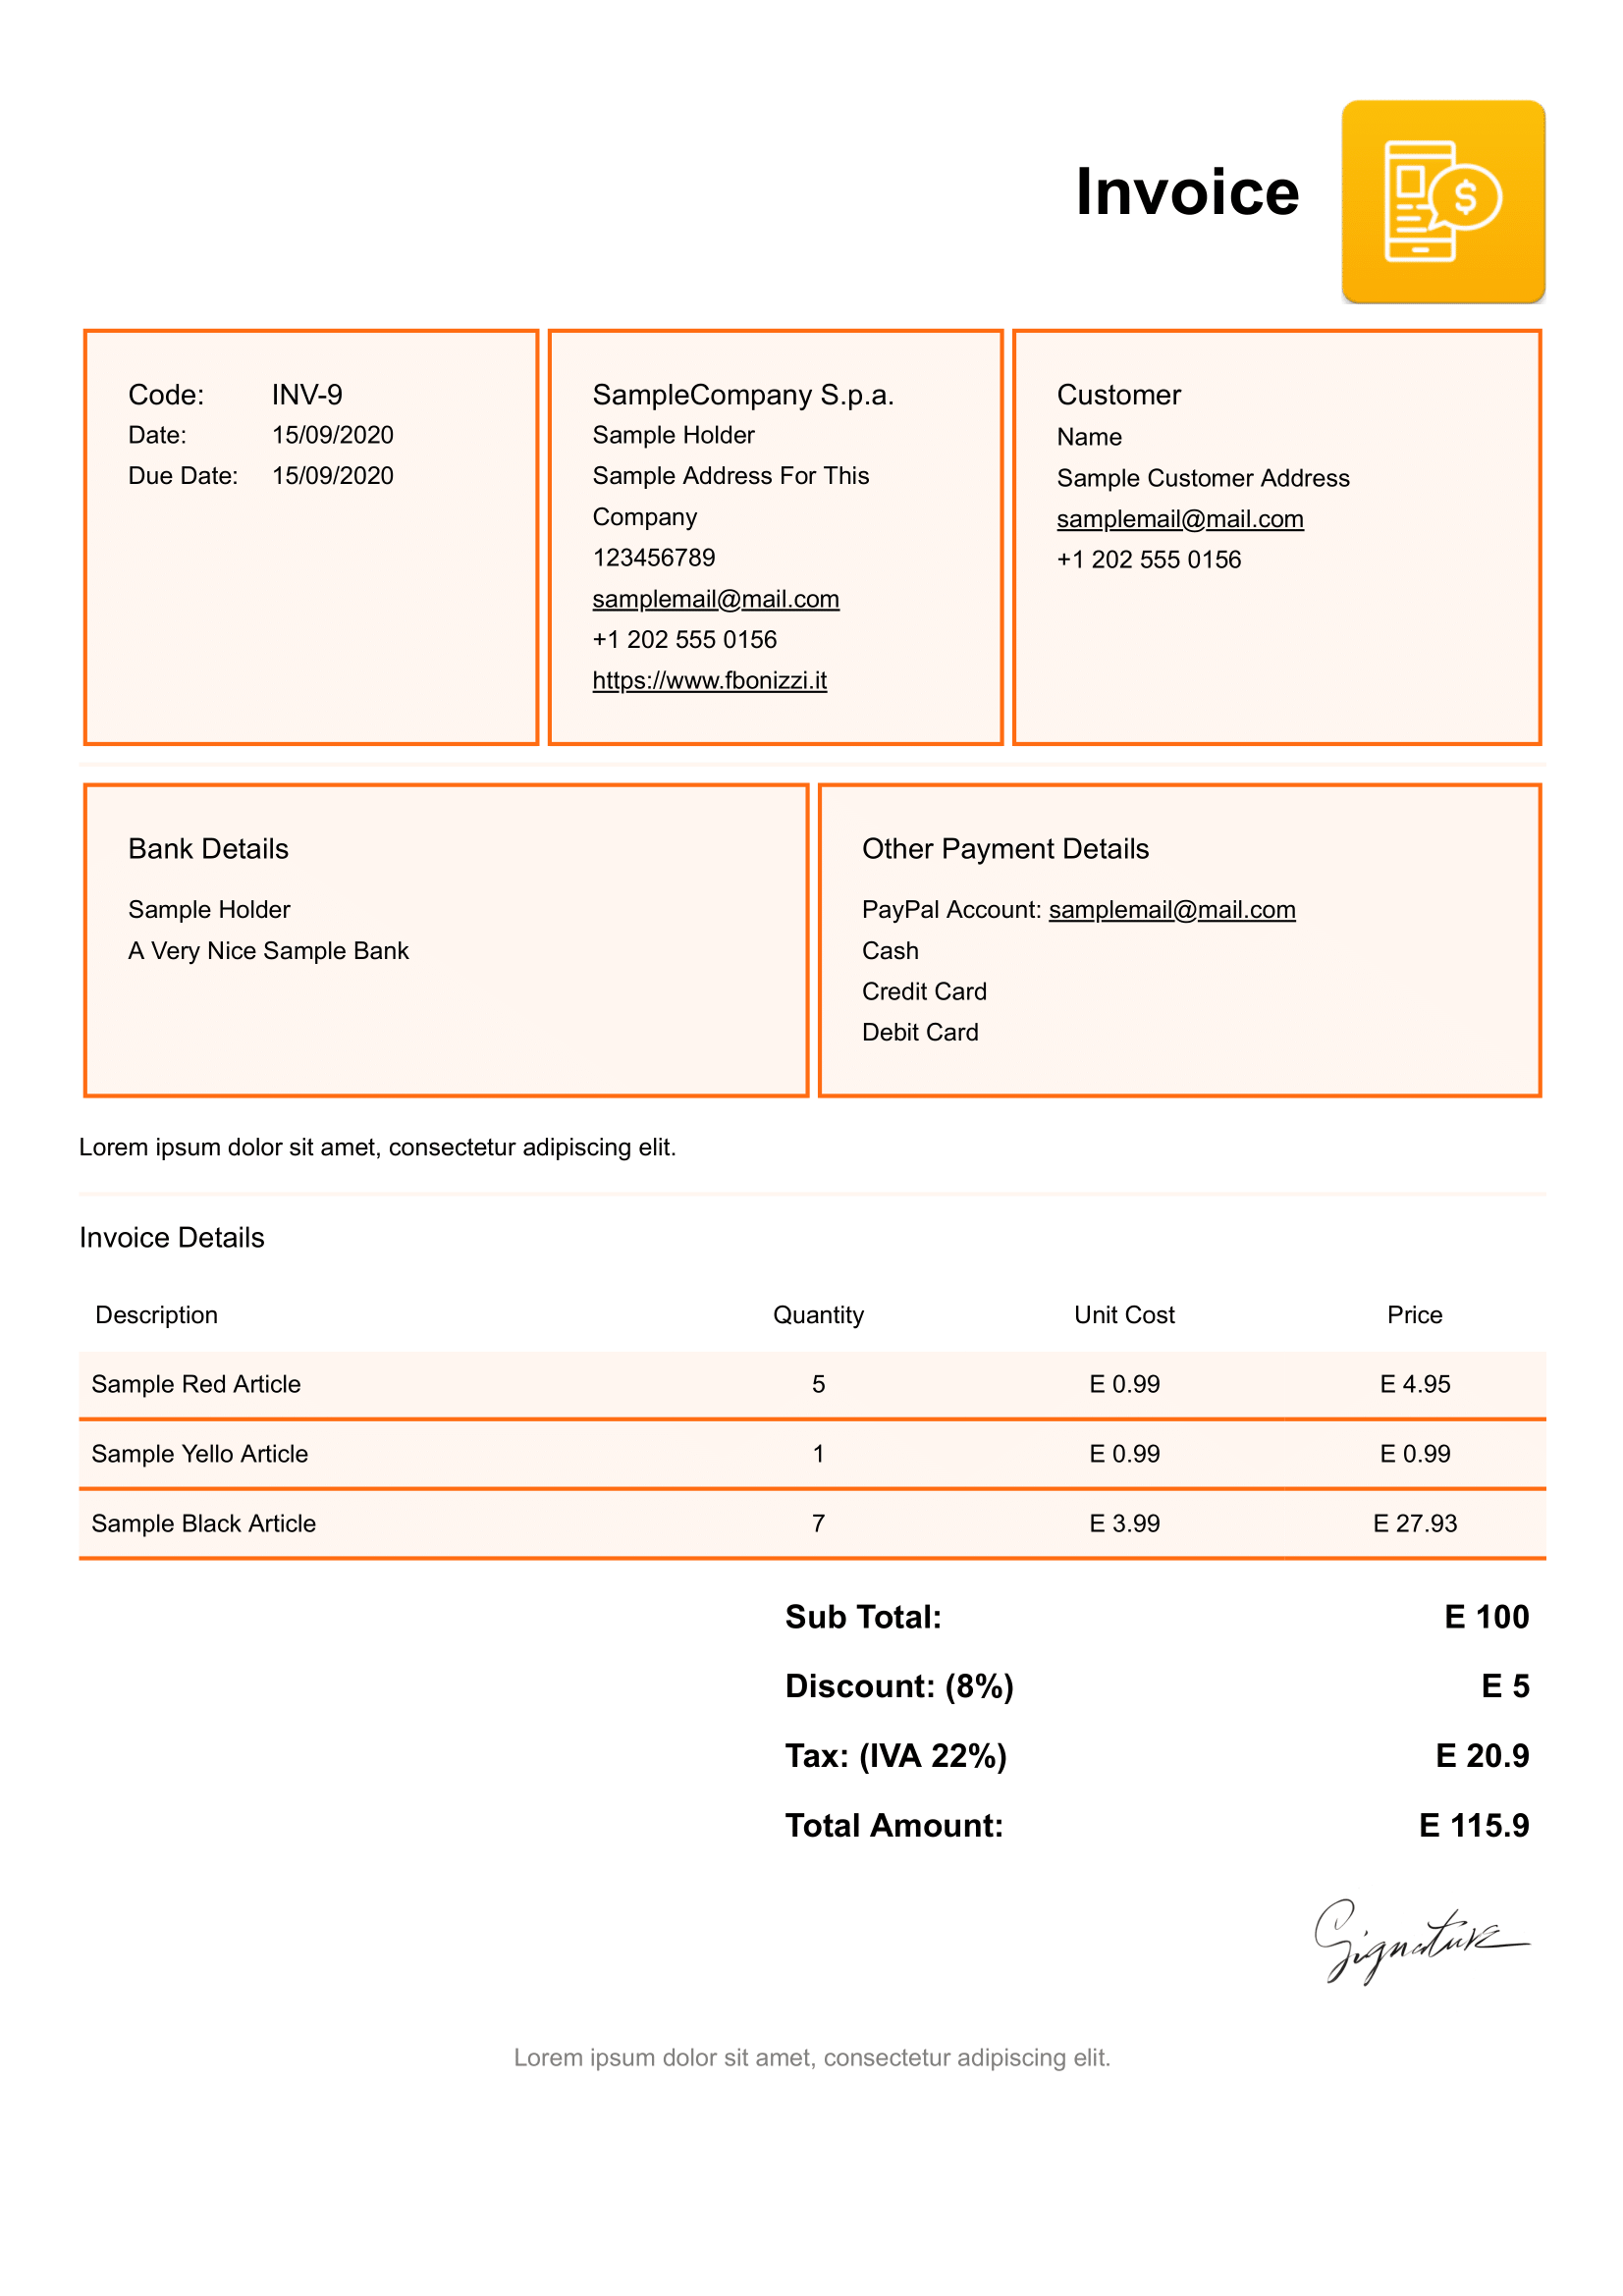 Invoice
$
Code: INV-9
Date: 15/09/2020
Due Date: 15/09/2020
SampleCompany S.p.a.
Sample Holder
Sample Address For This
Company
123456789
samplemail@mail.com
+1 202 555 0156
https://www.fbonizzi.it
Customer
Name
Sample Customer Address
samplemail@mail.com
+1 202 555 0156
Bank Details
Sample Holder
A Very Nice Sample Bank
Other Payment Details
PayPal Account: samplemail@mail.com
Cash
Credit Card
Debit Card
Lorem ipsum dolor sit amet, consectetur adipiscing elit.
Invoice Details
Description Quantity Unit Cost Price
Sample Red Article 5 E 0.99 E 4.95
Sample Yello Article 1 E 0.99 E 0.99
Sample Black Article 7 E 3.99 E 27.93
Sub Total: E 100
Discount: (8%) E 5
Tax: (IVA 22%) E 20.9
Total Amount: E 115.9
Signature
Lorem ipsum dolor sit amet, consectetur adipiscing elit.